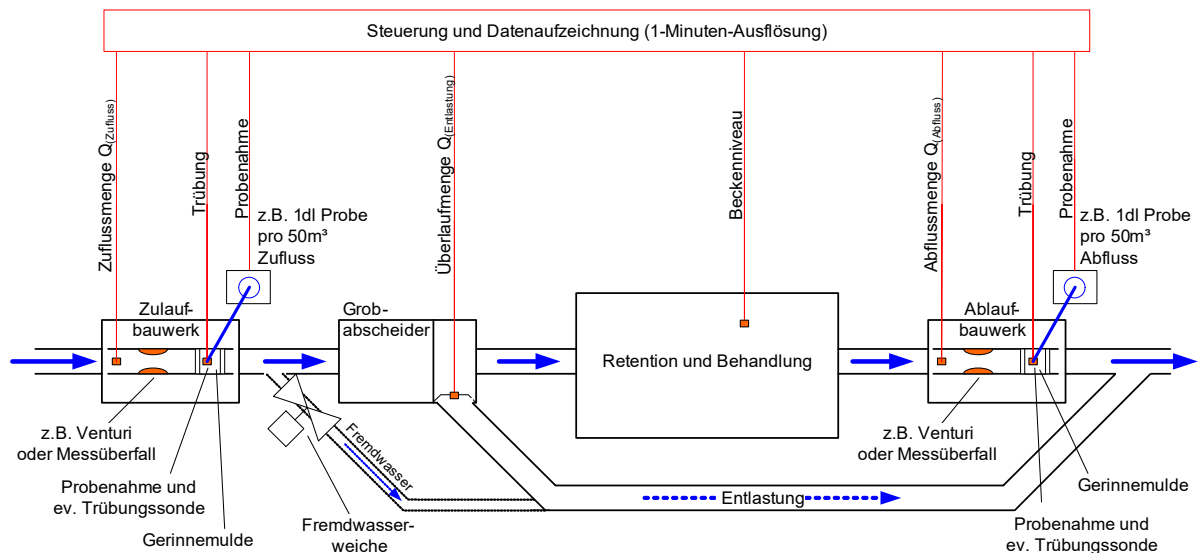 Steuerung und Datenaufzeichnung (1-Minuten-Ausflösung)
Zuflussmenge Q(Zufluss)
Trübung
Probenahme
z.B. 1dl Probe
pro 50m³
Zufluss
Überlaufmenge Q(Entlastung)
Beckenniveau
Abflussmenge Q(Abfluss)
Trübung
Probenahme
z.B. 1dl Probe
pro 50m³
Abfluss
Zulauf-
bauwerk
Grob-
abscheider
Retention und Behandlung
Ablauf-
bauwerk
z.B. Venturi
oder Messüberfall
Probenahme und
ev. Trübungssonde
Gerinnemulde
Fremdwasser
Fremdwasser-
weiche
Entlastung
z.B. Venturi
oder Messüberfall
Gerinnemulde
Probenahme und
ev. Trübungssonde